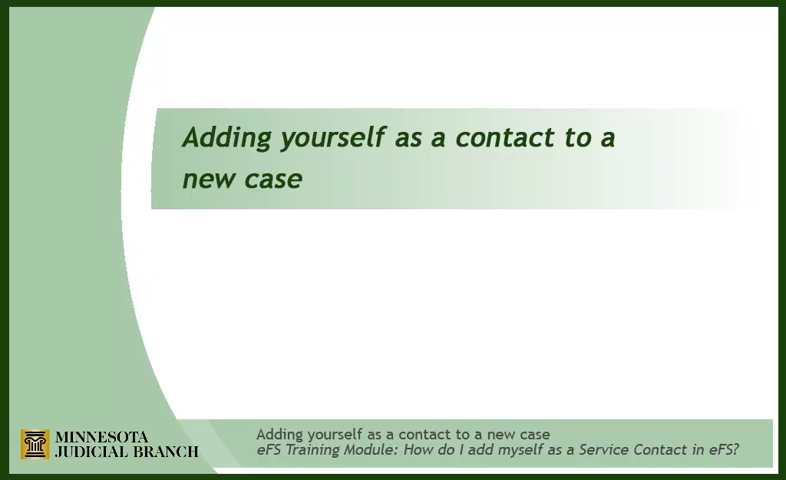 Adding yourself as a contact to a
new case
MINNESOTA
JUDICIAL BRANCH
Adding yourself as a contact to a new case
eFS Training Module: How do I add myself as a Service Contact in eFS?